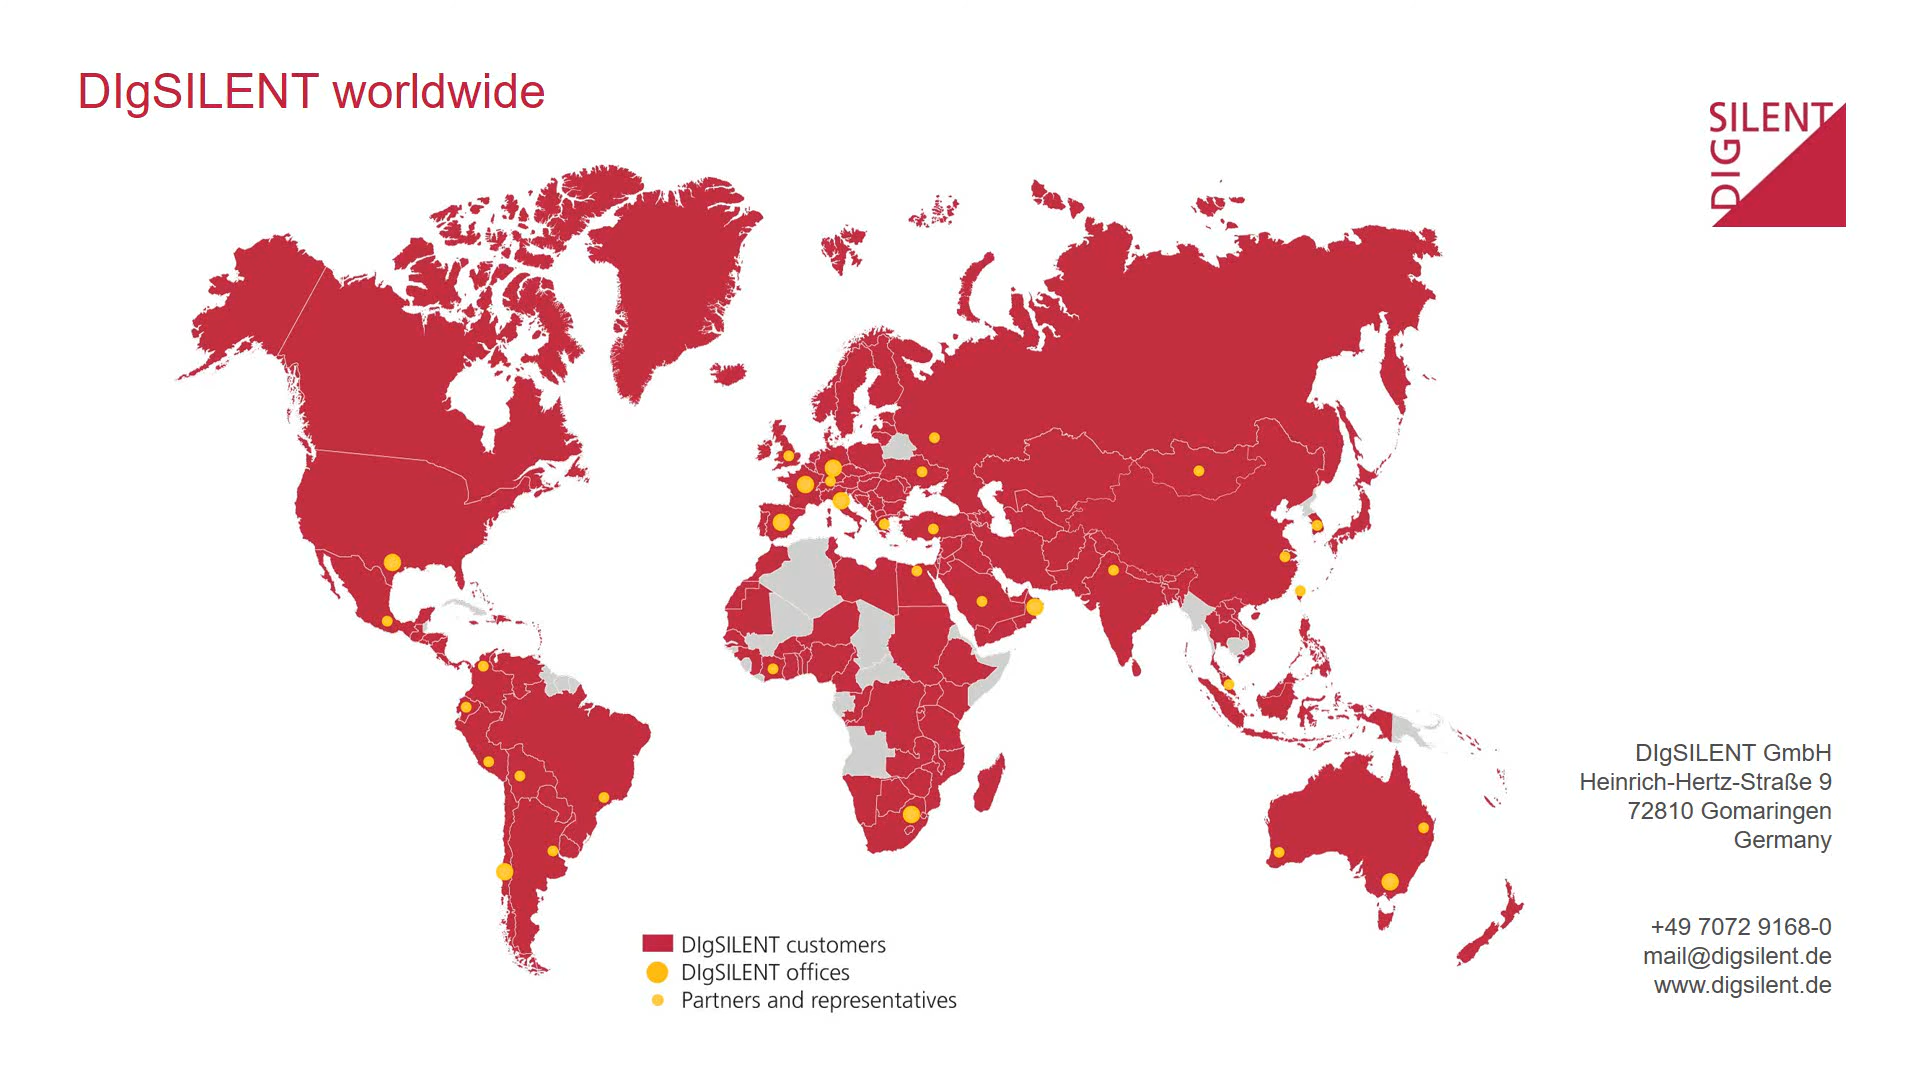 DIgSILENT worldwide
SILENT
DIG
DIgSILENT GmbH
Heinrich-Hertz-Straße 9
72810 Gomaringen
Germany
+49 7072 9168-0
mail@digsilent.de
www.digsilent.de
DIgSILENT customers
DIgSILENT offices
Partners and representatives